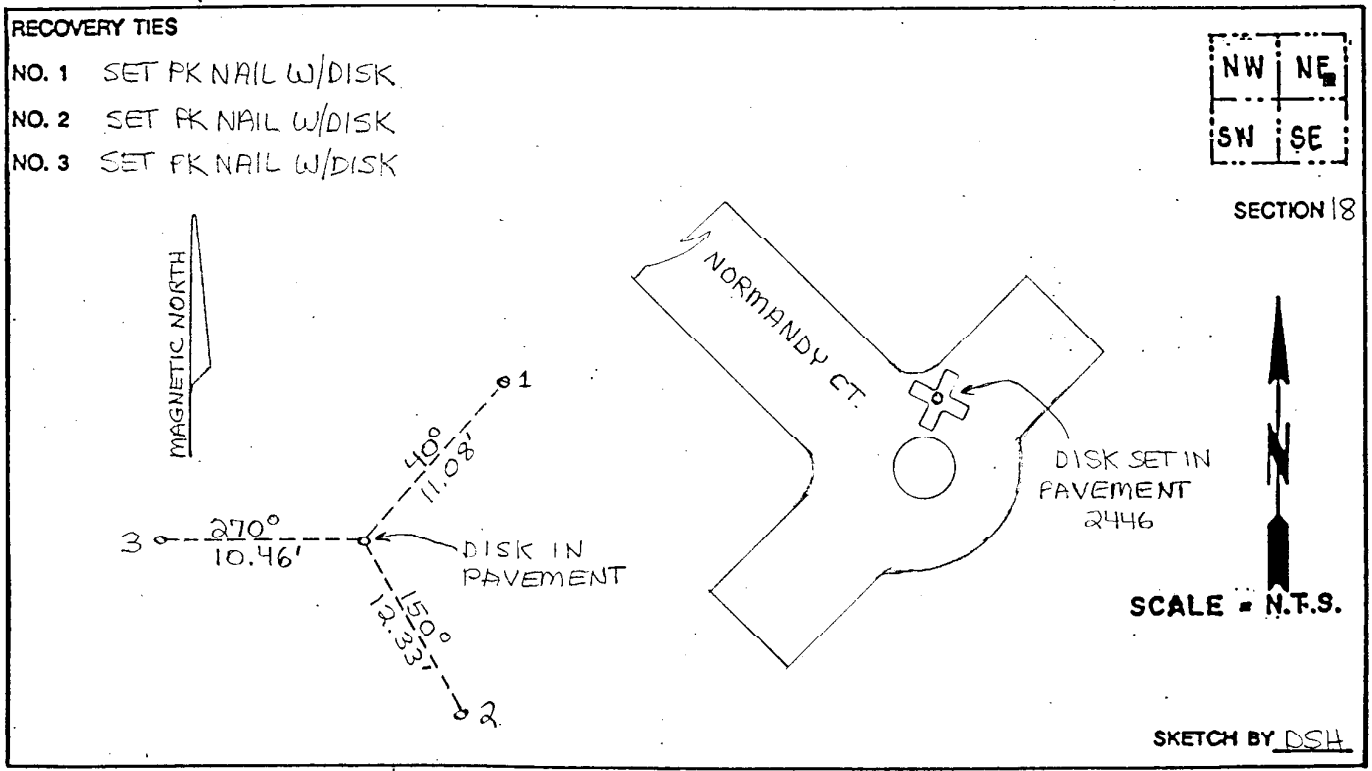 RECOVERY TIES
NO. 1 SET PK NAIL W/DISK
NO. 2 SET PK NAIL W/DISK
NO. 3 SET PK NAIL W/DISK
NW NE
SW SE
SECTION 18
MAGNETIC NORTH
NORMANDY CT.
1
40°
11.08'
3
270°
10.46'
DISK IN
PAVEMENT
150°
12.33'
2
DISK SET IN
PAVEMENT
2446
N
SCALE = N.T.S.
SKETCH BY DSH